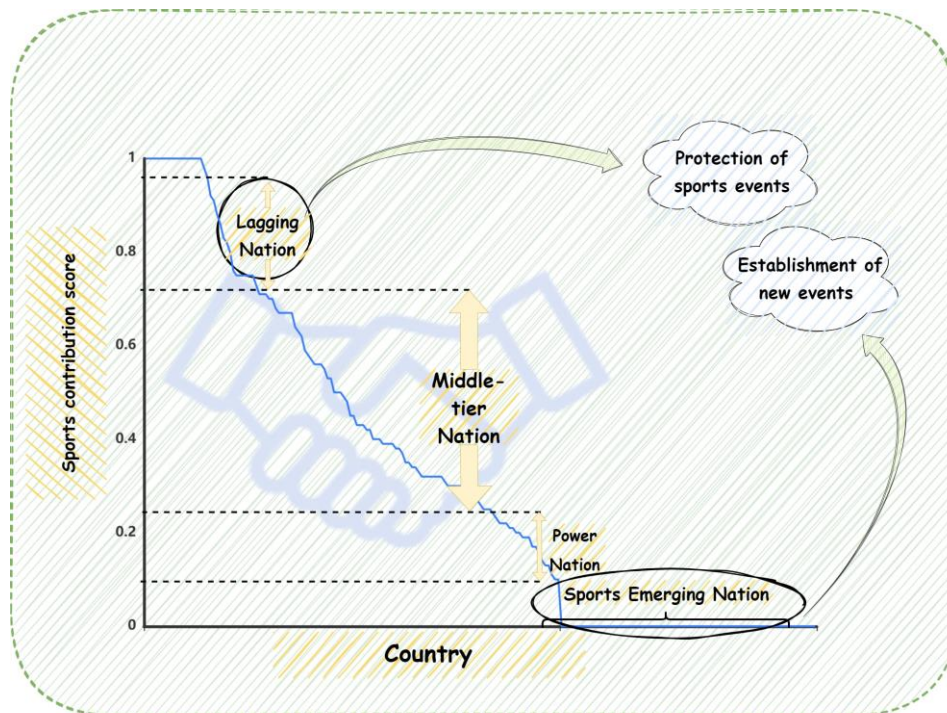 Protection of
sports events
Establishment of
new events
1
0.8
0.6
0.4
0.2
0
Sports contribution score
Lagging
Nation
Middle-
tier
Nation
Power
Nation
Sports Emerging Nation
Country